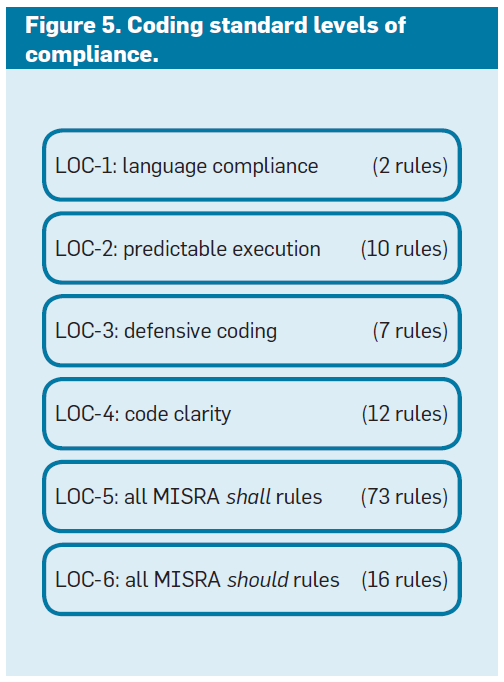 Figure 5. Coding standard levels of
compliance.
LOC-1: language compliance (2 rules)
LOC-2: predictable execution (10 rules)
LOC-3: defensive coding (7 rules)
LOC-4: code clarity (12 rules)
LOC-5: all MISRA shall rules (73 rules)
LOC-6: all MISRA should rules (16 rules)